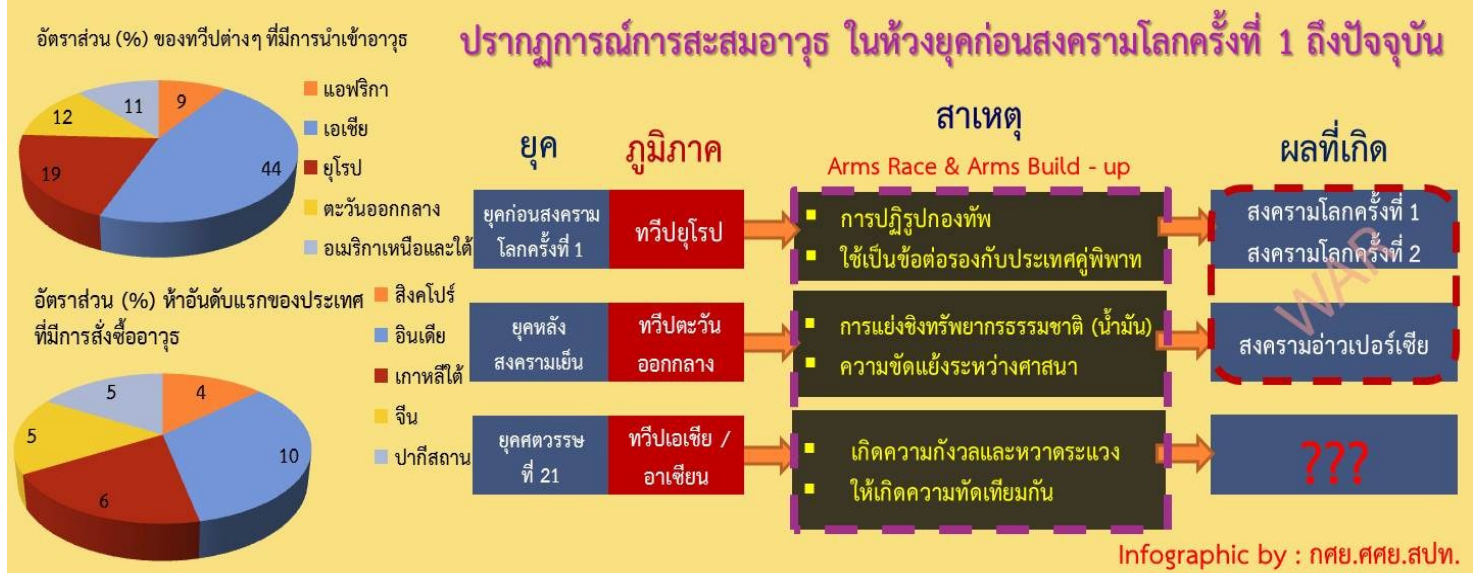 ปรากฏการณ์การสะสมอาวุธ ในห้วงยุคก่อนสงครามโลกครั้งที่ 1 ถึงปัจจุบัน
อัตราส่วน (%) ของทวีปต่างๆ ที่มีการนำเข้าอาวุธ
9
44
19
12
11
แอฟริกา
เอเชีย
ยุโรป
ตะวันออกกลาง
อเมริกาเหนือและใต้
อัตราส่วน (%) ห้าอันดับแรกของประเทศ
ที่มีการสั่งซื้ออาวุธ
4
10
6
5
5
สิงคโปร์
อินเดีย
เกาหลีใต้
จีน
ปากีสถาน
ยุค
ภูมิภาค
สาเหตุ
Arms Race & Arms Build - up
ผลที่เกิด
ยุคก่อนสงคราม
โลกครั้งที่ 1
ทวีปยุโรป
การปฏิรูปกองทัพ
ใช้เป็นข้อต่อรองกับประเทศคู่พิพาท
สงครามโลกครั้งที่ 1
สงครามโลกครั้งที่ 2
WAR
ยุคหลัง
สงครามเย็น
ทวีปตะวัน
ออกกลาง
การแย่งชิงทรัพยากรธรรมชาติ (น้ำมัน)
ความขัดแย้งระหว่างศาสนา
สงครามอ่าวเปอร์เซีย
ยุคศตวรรษ
ที่ 21
ทวีปเอเชีย /
อาเซียน
เกิดความกังวลและหวาดระแวง
ให้เกิดความทัดเทียมกัน
???
Infographic by : กศย.ศศย.สปท.